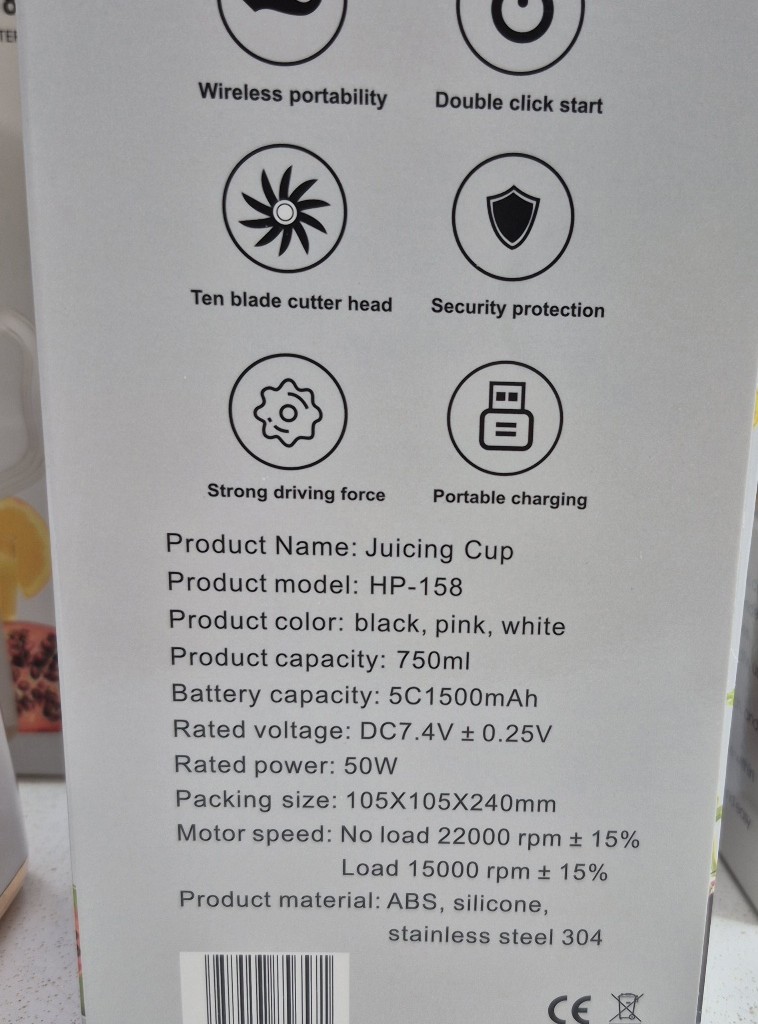 Wireless portability
Double click start
Ten blade cutter head
Security protection
Strong driving force
Portable charging
Product Name: Juicing Cup
Product model: HP-158
Product color: black, pink, white
Product capacity: 750ml
Battery capacity: 5C1500mAh
Rated voltage: DC7.4V ± 0.25V
Rated power: 50W
Packing size: 105X105X240mm
Motor speed: No load 22000 rpm ± 15%
Load 15000 rpm ± 15%
Product material: ABS, silicone,
stainless steel 304
CE